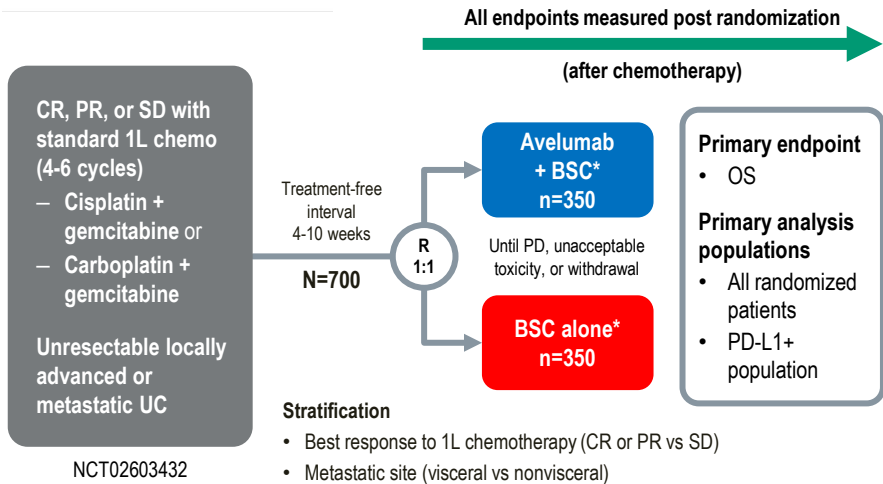 All endpoints measured post randomization
(after chemotherapy)
CR, PR, or SD with
standard 1L chemo
(4-6 cycles)
– Cisplatin +
gemcitabine or
– Carboplatin +
gemcitabine
Unresectable locally
advanced or
metastatic UC
NCT02603432
Treatment-free
interval
4-10 weeks
N=700
R
1:1
Avelumab
+ BSC*
n=350
Until PD, unacceptable
toxicity, or withdrawal
BSC alone*
n=350
Primary endpoint
• OS
Primary analysis
populations
• All randomized
patients
• PD-L1+
population
Stratification
• Best response to 1L chemotherapy (CR or PR vs SD)
• Metastatic site (visceral vs nonvisceral)